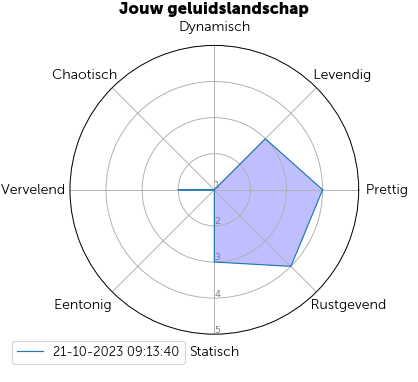 Jouw geluidslandschap
Dynamisch
Chaotisch
Levendig
Vervelend
1
Prettig
2
3
4
Eentonig
Rustgevend
5
21-10-2023 09:13:40
Statisch